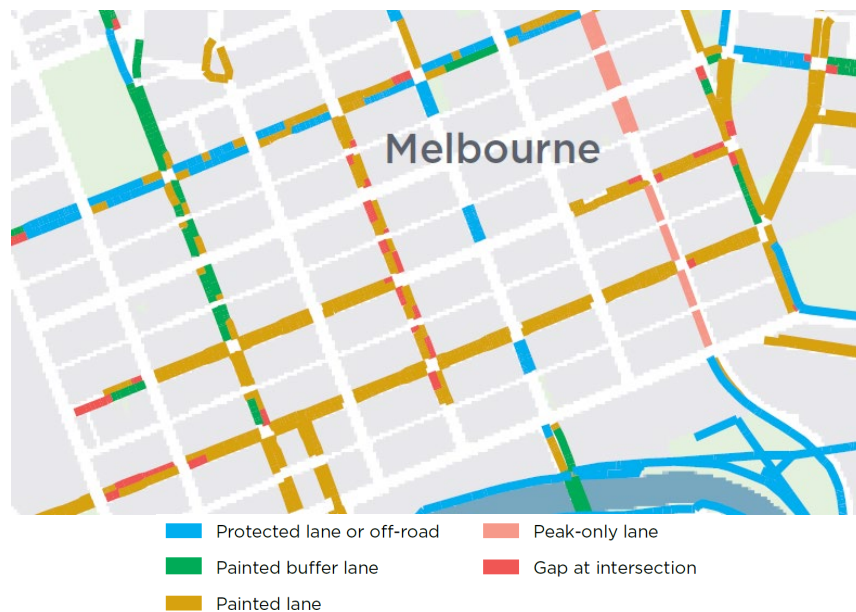 Melbourne
Protected lane or off-road
Peak-only lane
Painted buffer lane
Gap at intersection
Painted lane